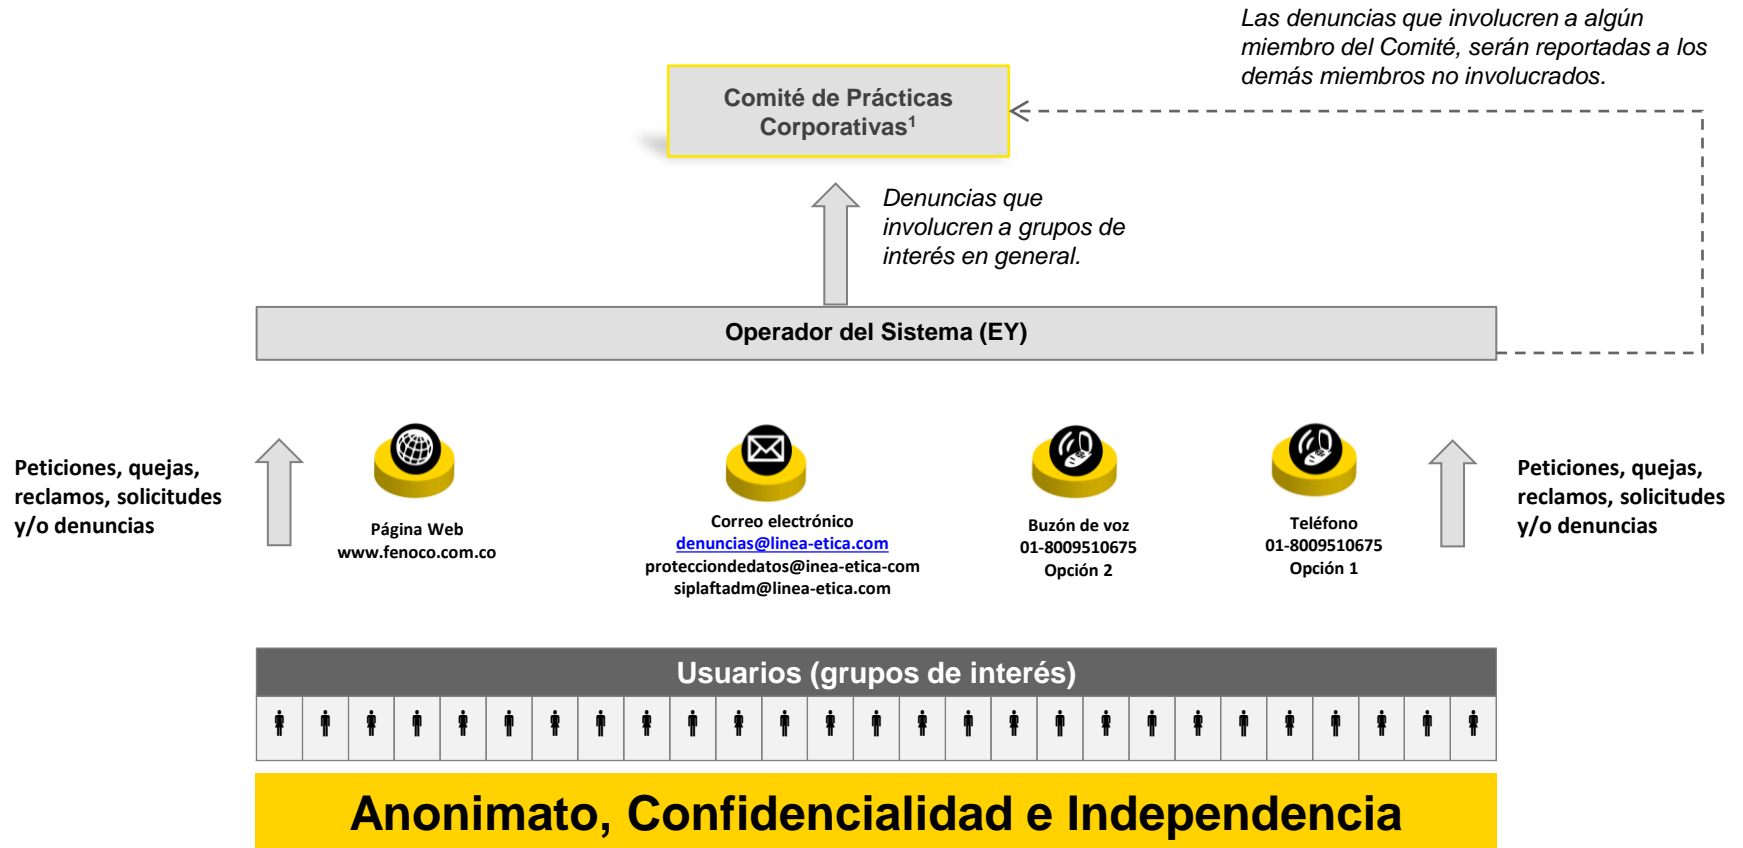 Las denuncias que involucren a algún
miembro del Comité, serán reportadas a los
demás miembros no involucrados.
Comité de Prácticas
Corporativas¹
Denuncias que
involucren a grupos de
interés en general.
Operador del Sistema (EY)
Peticiones, quejas,
reclamos, solicitudes
y/o denuncias
Página Web
www.fenoco.com.co
Correo electrónico
denuncias@linea-etica.com
protecciondedatos@inea-etica-com
siplaftadm@linea-etica.com
Buzón de voz
01-8009510675
Opción 2
Teléfono
01-8009510675
Opción 1
Peticiones, quejas,
reclamos, solicitudes
y/o denuncias
Usuarios (grupos de interés)
Anonimato, Confidencialidad e Independencia